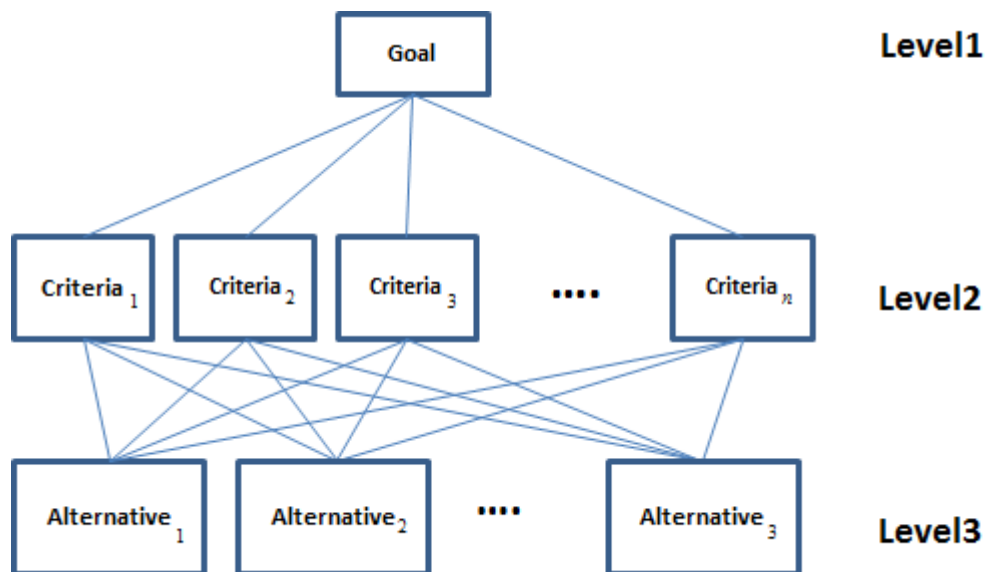 Goal
Level1
Criteria 1
Criteria 2
Criteria 3
....
Criteria n
Level2
Alternative 1
Alternative 2
....
Alternative 3
Level3